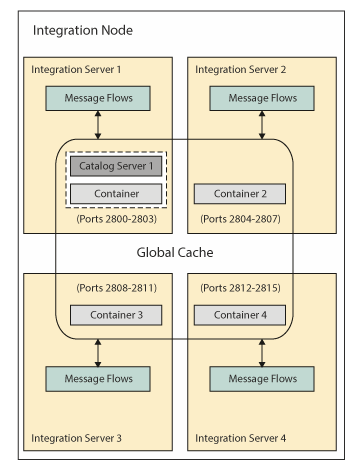 Integration Node
Integration Server 1
Integration Server 2
Message Flows
Message Flows
Catalog Server 1
Container
Container 2
(Ports 2800-2803)
(Ports 2804-2807)
Global Cache
(Ports 2808-2811)
(Ports 2812-2815)
Container 3
Container 4
Message Flows
Message Flows
Integration Server 3
Integration Server 4